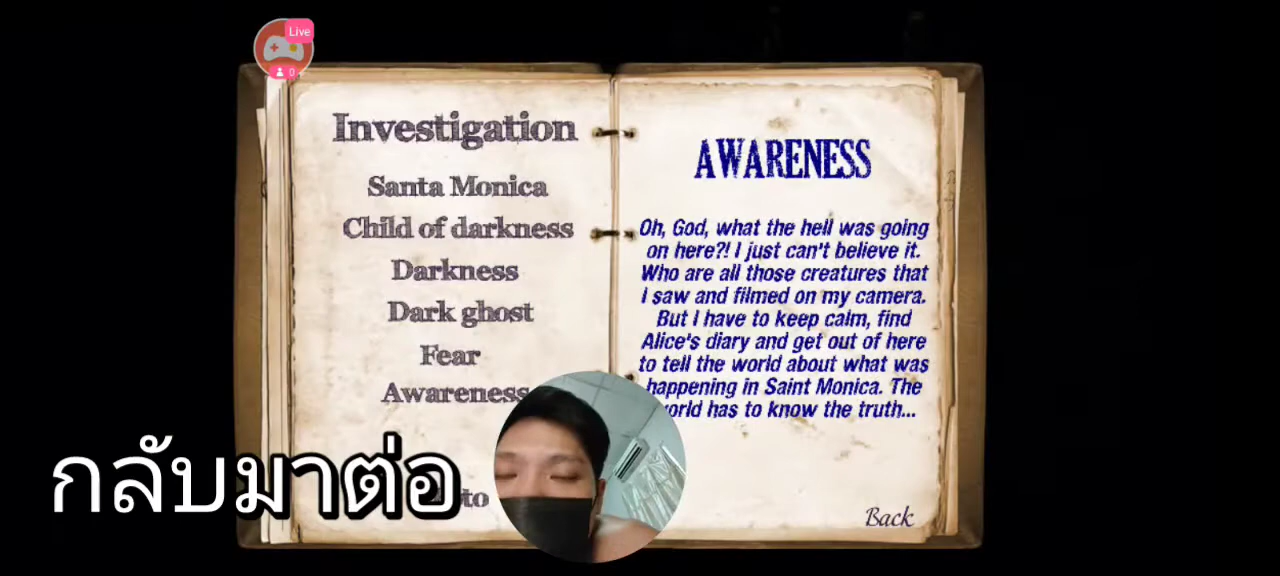 Live
0
Investigation
Santa Monica
Child of darkness
Darkness
Dark ghost
Fear
Awareness
AWARENESS
Oh, God, what the hell was going
on here?! I just can't believe it.
Who are all those creatures that
I saw and filmed on my camera.
But I have to keep calm, find
Alice's diary and get out of here
to tell the world about what was
happening in Saint Monica. The
has to know the truth...
Back
กลับมาต่อ